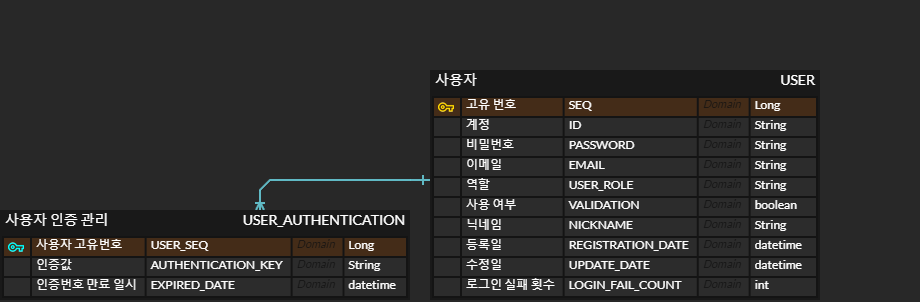 사용자 USER
고유 번호 SEQ Domain Long
계정 ID Domain String
비밀번호 PASSWORD Domain String
이메일 EMAIL Domain String
역할 USER_ROLE Domain String
사용 여부 VALIDATION Domain boolean
닉네임 NICKNAME Domain String
등록일 REGISTRATION_DATE Domain datetime
수정일 UPDATE_DATE Domain datetime
로그인 실패 횟수 LOGIN_FAIL_COUNT Domain int
사용자 인증 관리 USER_AUTHENTICATION
사용자 고유번호 USER_SEQ Domain Long
인증값 AUTHENTICATION_KEY Domain String
인증번호 만료 일시 EXPIRED_DATE Domain datetime